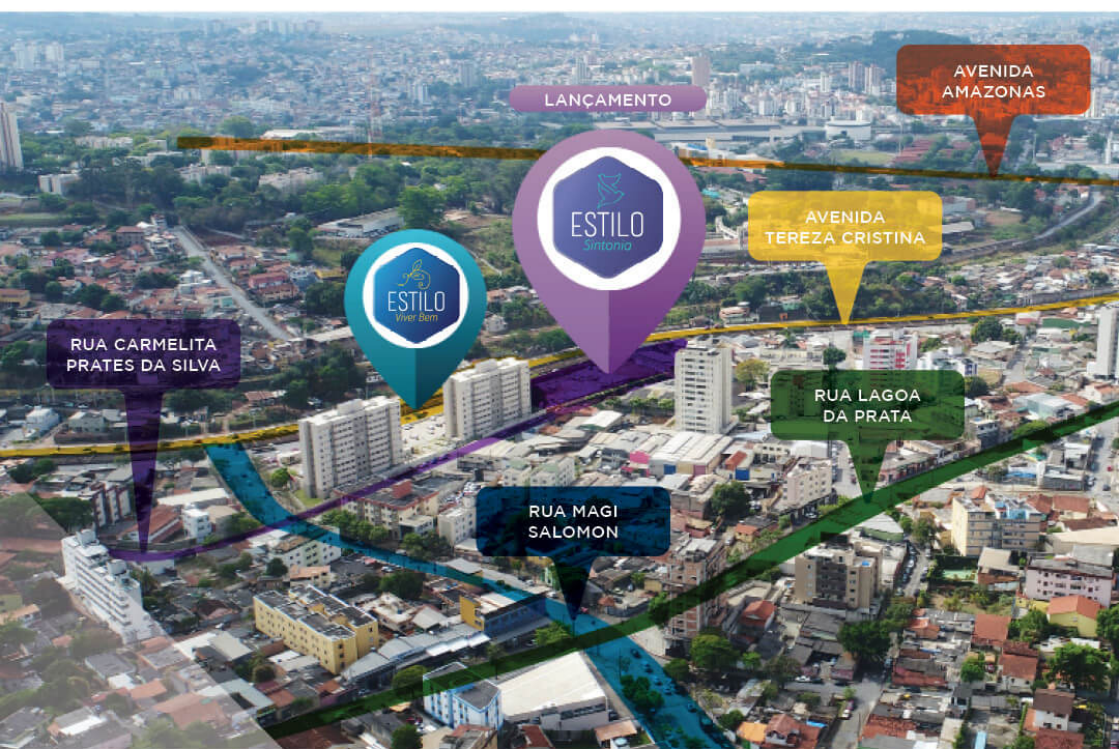 LANÇAMENTO
AVENIDA
AMAZONAS
ESTILO
Sintonia
AVENIDA
TEREZA CRISTINA
ESTILO
Viver Bem
RUA CARMELITA
PRATES DA SILVA
RUA LAGOA
DA PRATA
RUA MAGI
SALOMON